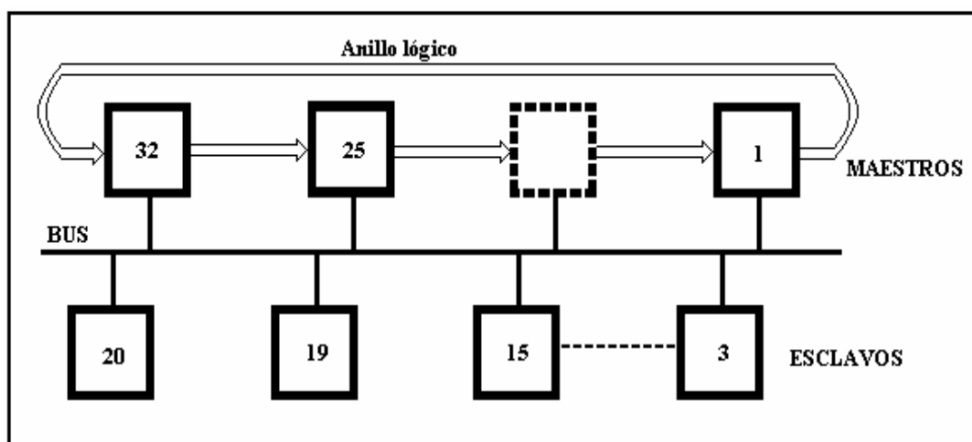 Anillo lógico
32
25
1
MAESTROS
BUS
20
19
15
3
ESCLAVOS